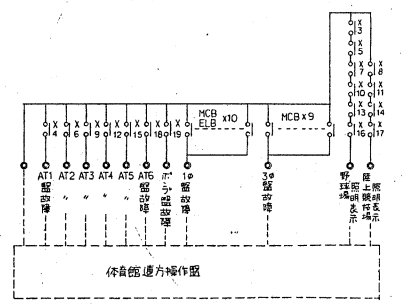 X
3
X
5
X
7
X
8
X
10
X
11
X
13
X
14
X
16
X
17
X
4
X
6
X
9
X
12
X
15
X
18
X
19
MCB
ELB
x10
MCB x 9
AT1
盤故障
AT2
〃
AT3
〃
AT4
〃
AT5
〃
AT6
盤故障
ポンプ盤故障
1φ
盤故障
3φ
盤故障
野球場
照明表示
陸上競技場
照明表示
体育館遠方操作盤